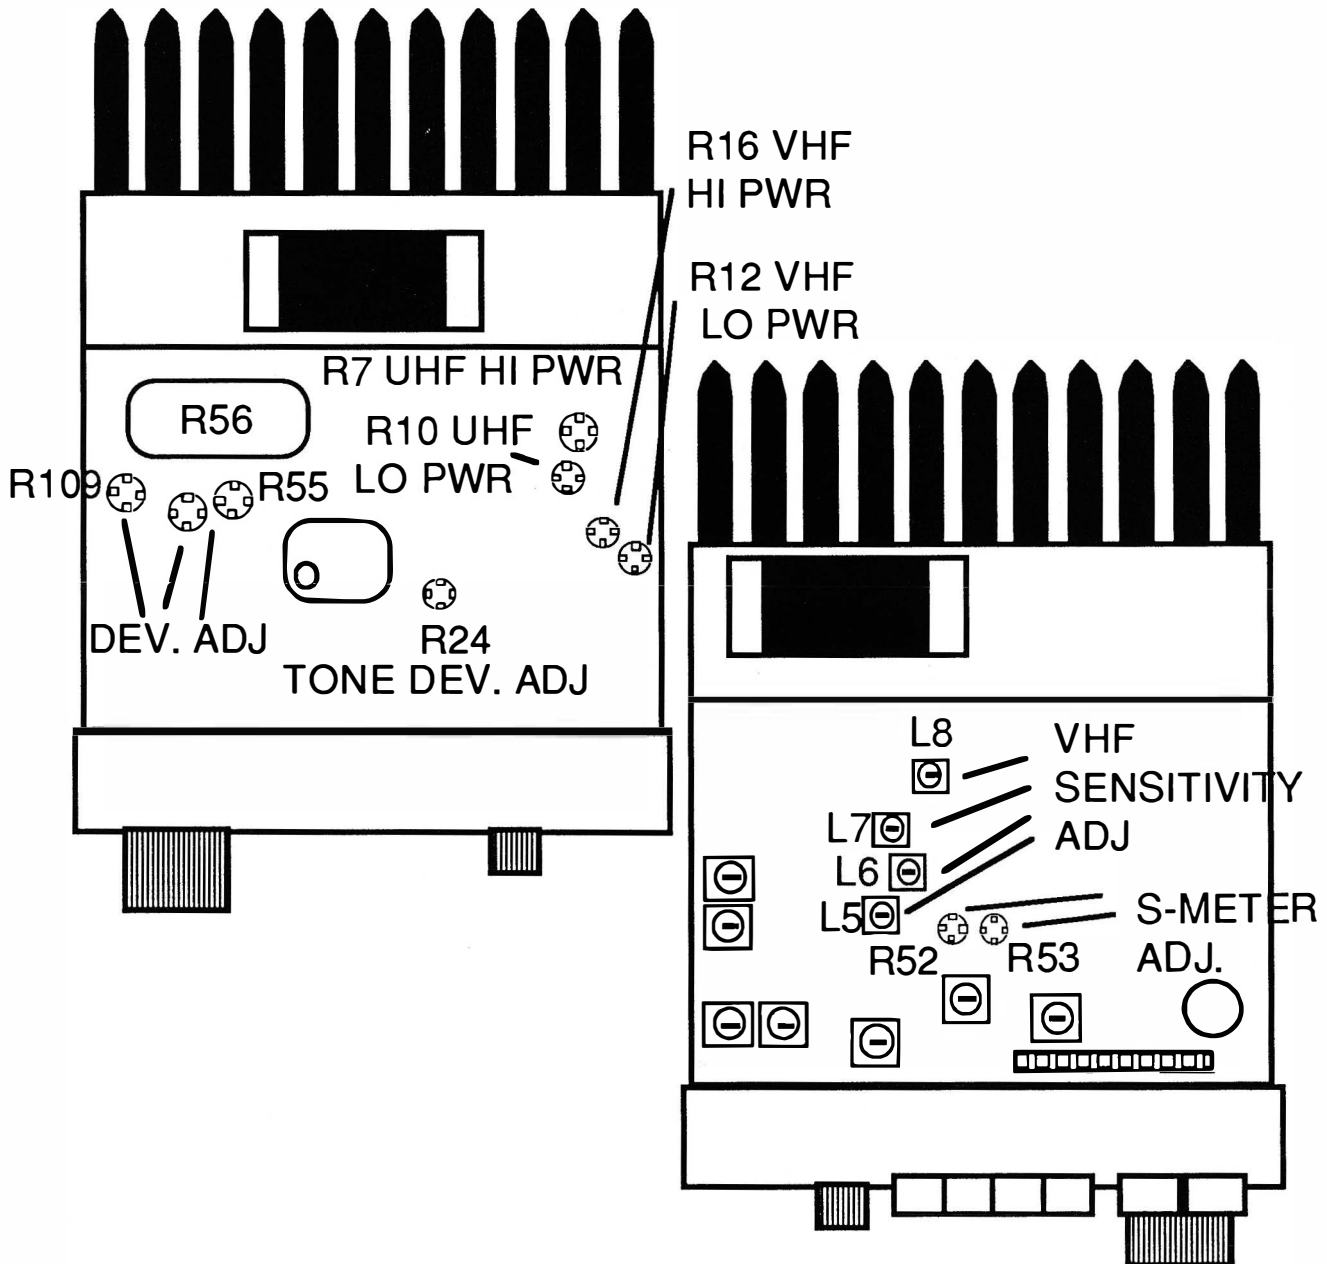 R16 VHF
HI PWR
R12 VHF
LO PWR
R7 UHF HI PWR
R56
R10 UHF
LO PWR
R109
R55
DEV. ADJ
R24
TONE DEV. ADJ
L8
VHF
SENSITIVITY
ADJ
L7
L6
L5
S-METER
ADJ.
R52
R53